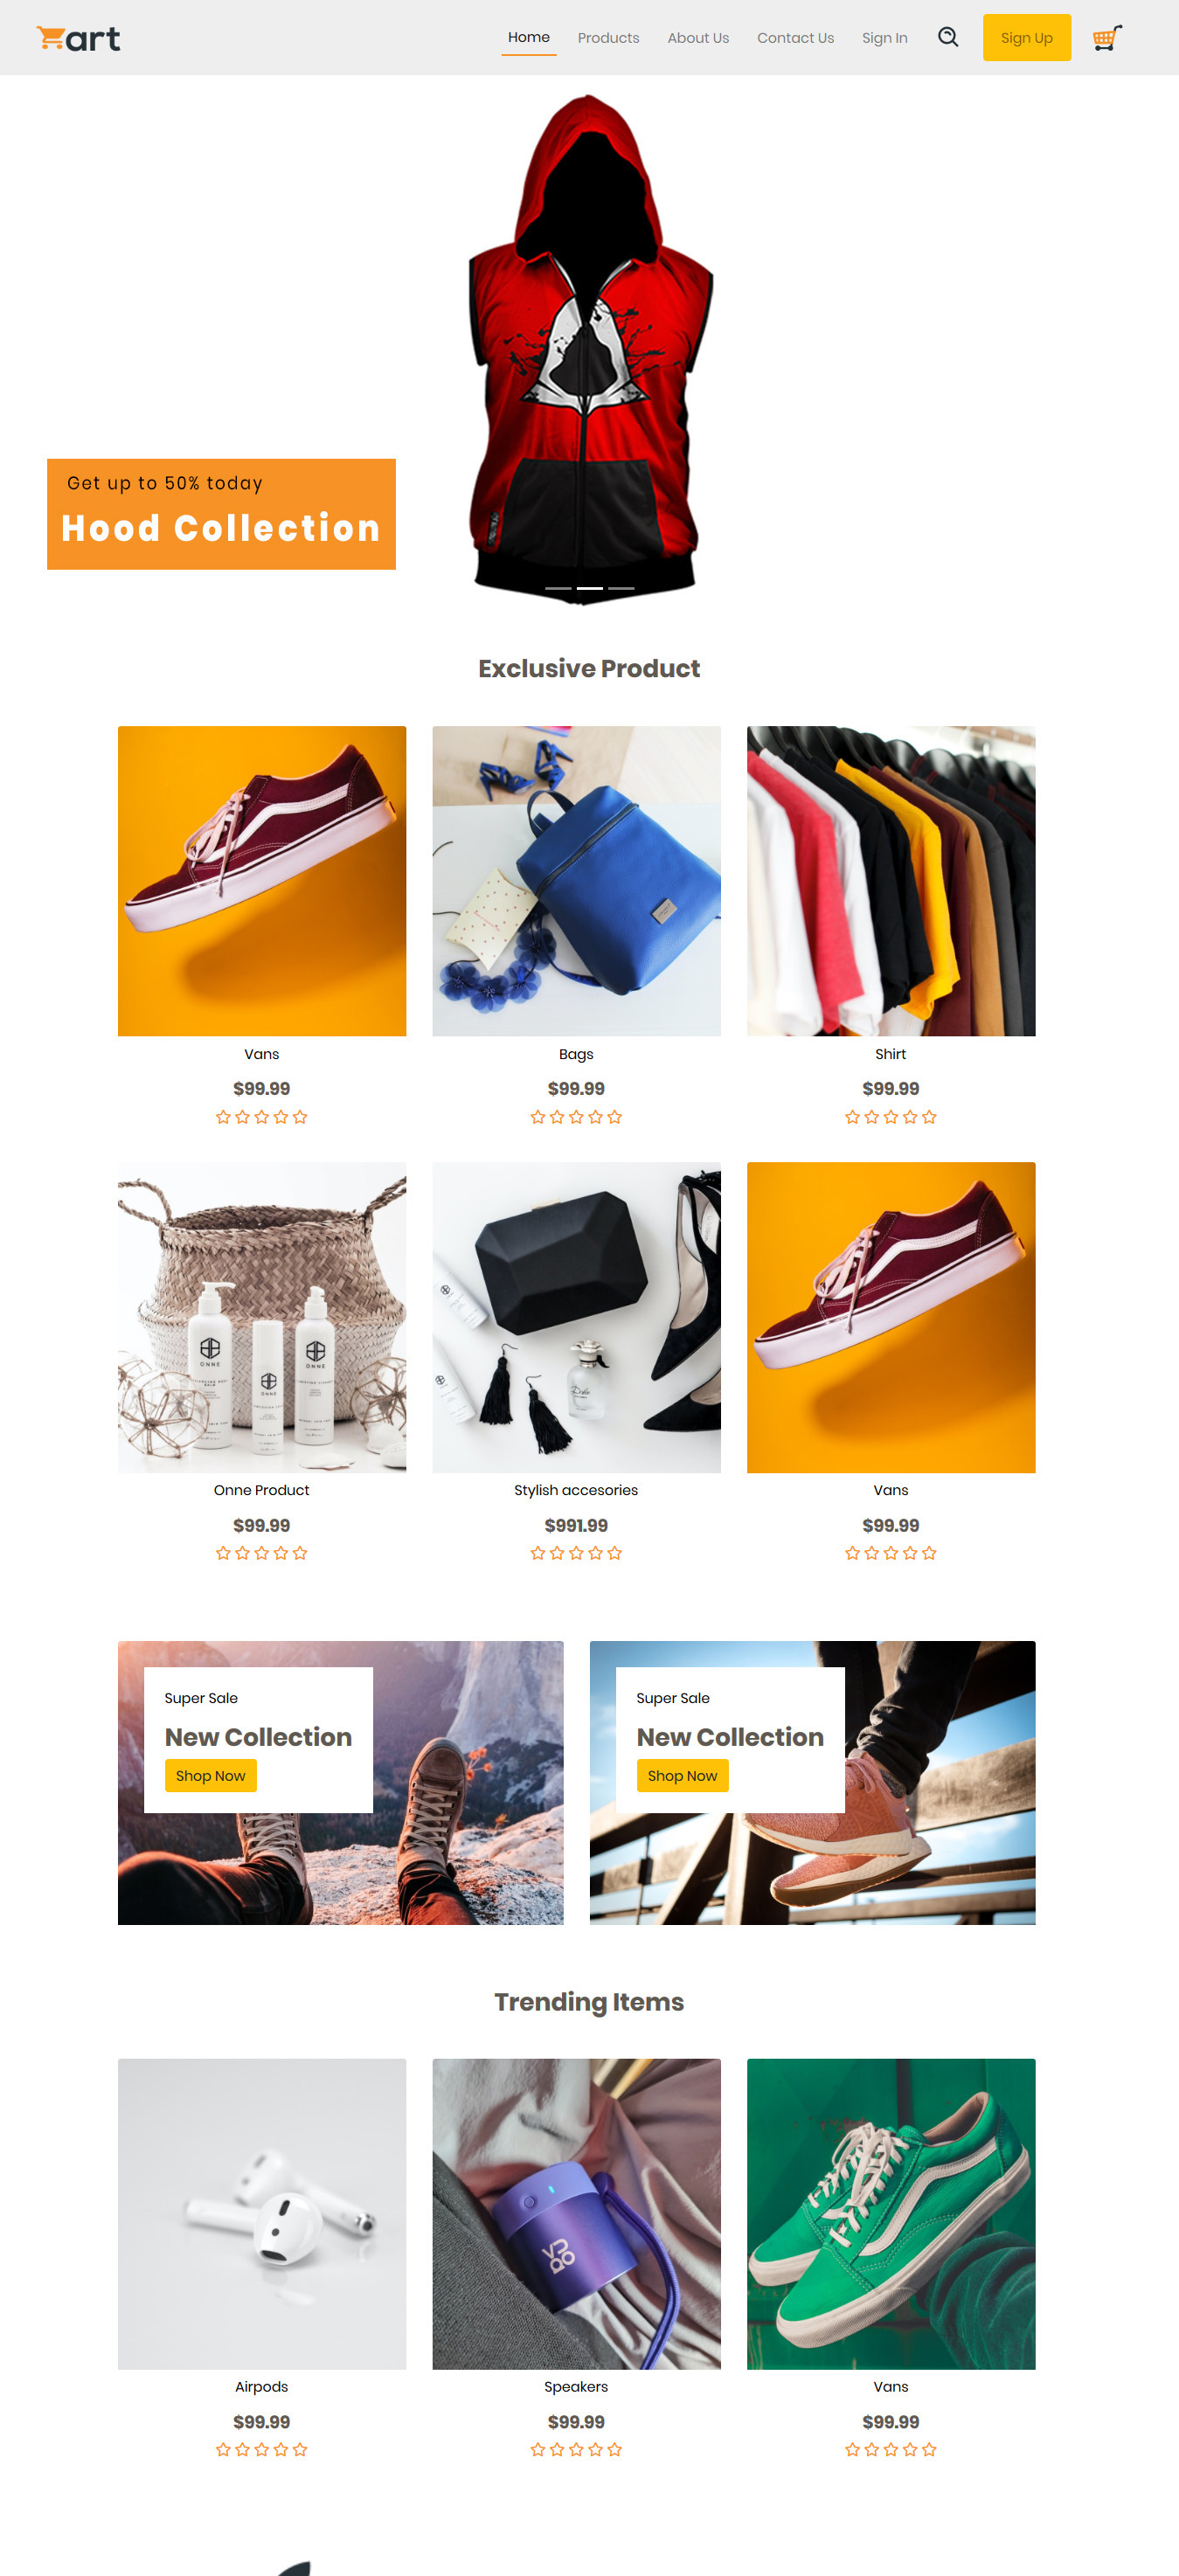 art
Home
Products
About Us
Contact Us
Sign In
Sign Up
Get up to 50% today
Hood Collection
Exclusive Product
Vans
$99.99
Bags
$99.99
Shirt
$99.99
ONNE
ONNE
ONNE
Onne Product
$99.99
Stylish accesories
$991.99
Vans
$99.99
Super Sale
New Collection
Shop Now
Super Sale
New Collection
Shop Now
Trending Items
Airpods
$99.99
Speakers
$99.99
Vans
$99.99